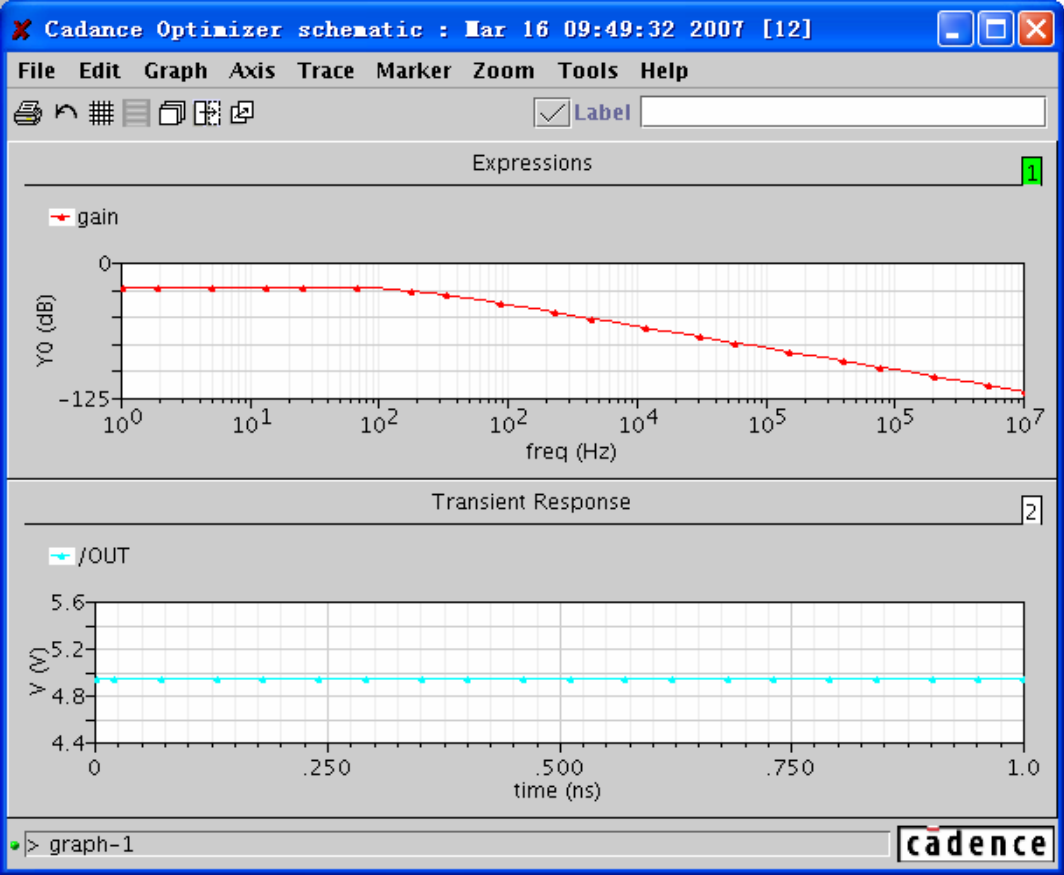 Cadance Optimizer schematic : Mar 16 09:49:32 2007 [12]
File Edit Graph Axis Trace Marker Zoom Tools Help
Label
Expressions
1
gain
0
Y0 (dB)
-125
10^0 10^1 10^2 10^2 10^4 10^5 10^5 10^7
freq (Hz)
Transient Response
2
/OUT
5.6
5.2
V (V)
4.8
4.4
0 .250 .500 .750 1.0
time (ns)
> graph-1
cādence